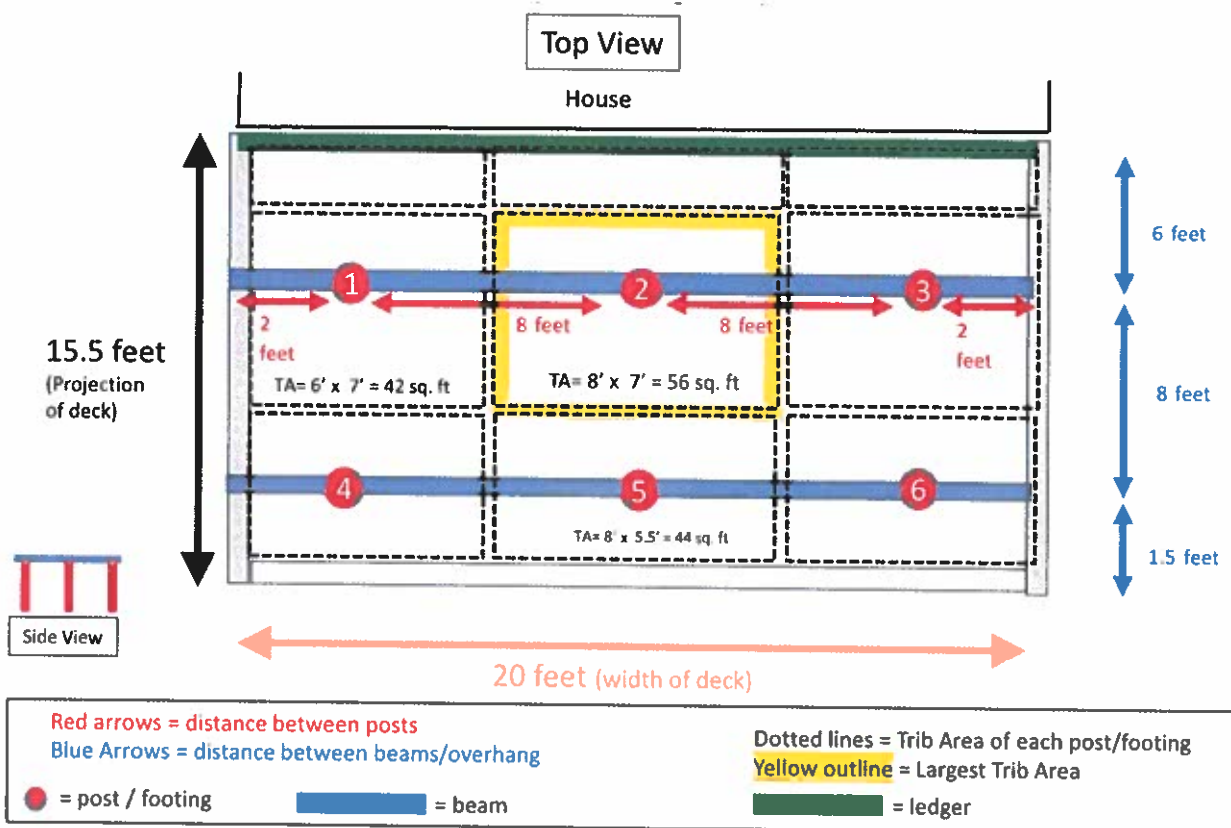 Top View
House
6 feet
1
2
3
2
feet
8 feet
8 feet
2
feet
15.5 feet
(Projection
of deck)
TA= 6' x 7' = 42 sq. ft
TA= 8' x 7' = 56 sq. ft
8 feet
4
5
6
TA= 8' x 5.5' = 44 sq. ft
1.5 feet
Side View
20 feet (width of deck)
Red arrows = distance between posts
Blue Arrows = distance between beams/overhang
Dotted lines = Trib Area of each post/footing
Yellow outline = Largest Trib Area
= post / footing
= beam
= ledger